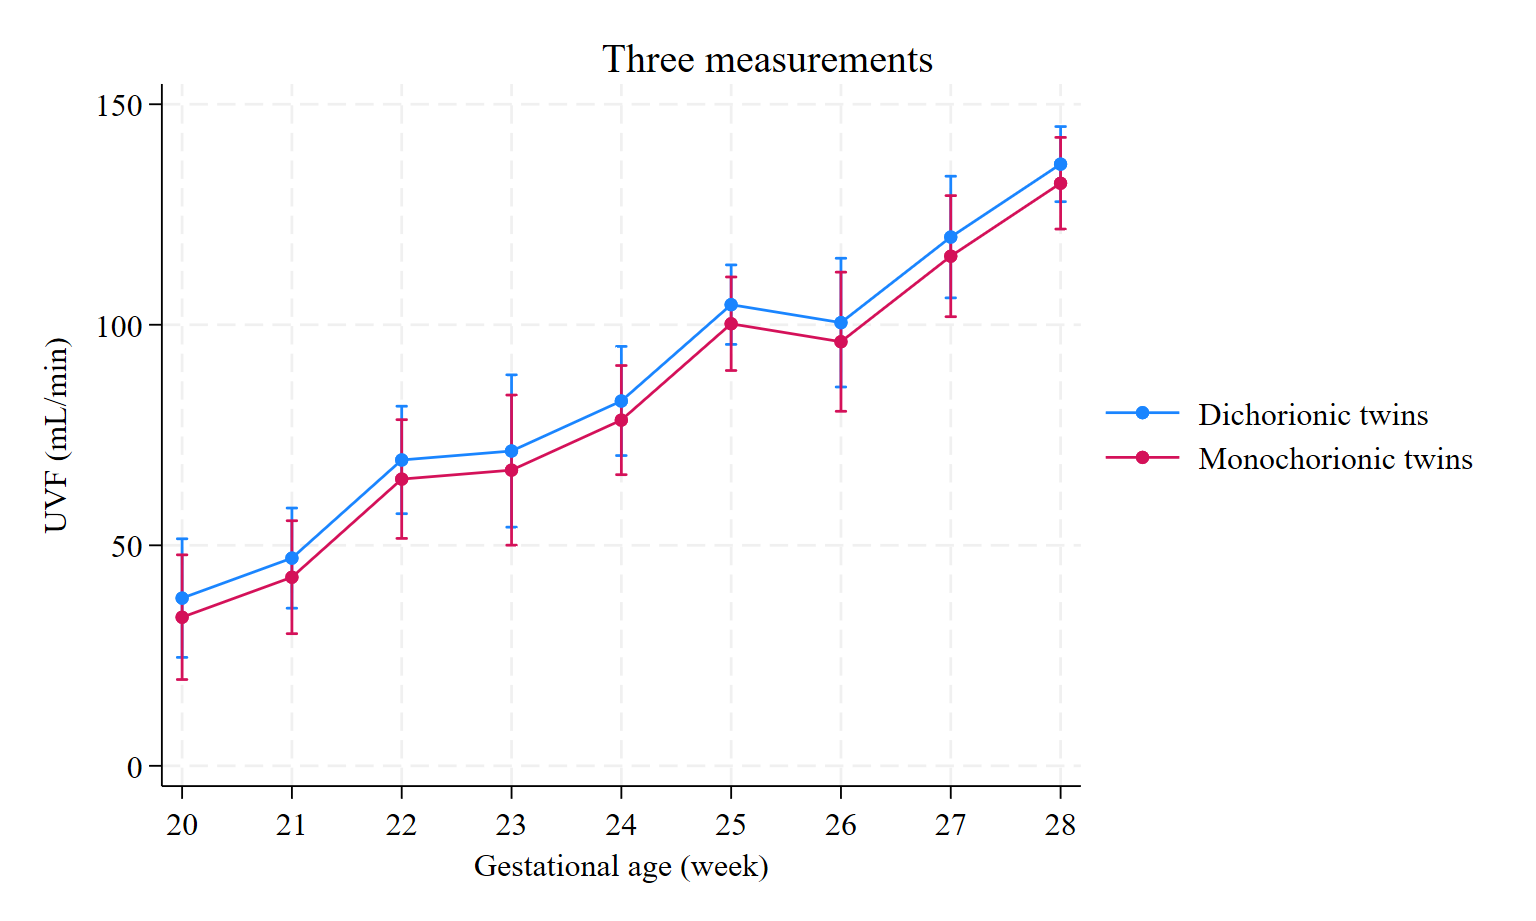 Three measurements
150
100
50
0
UVF (mL/min)
20 21 22 23 24 25 26 27 28
Gestational age (week)
Dichorionic twins
Monochorionic twins